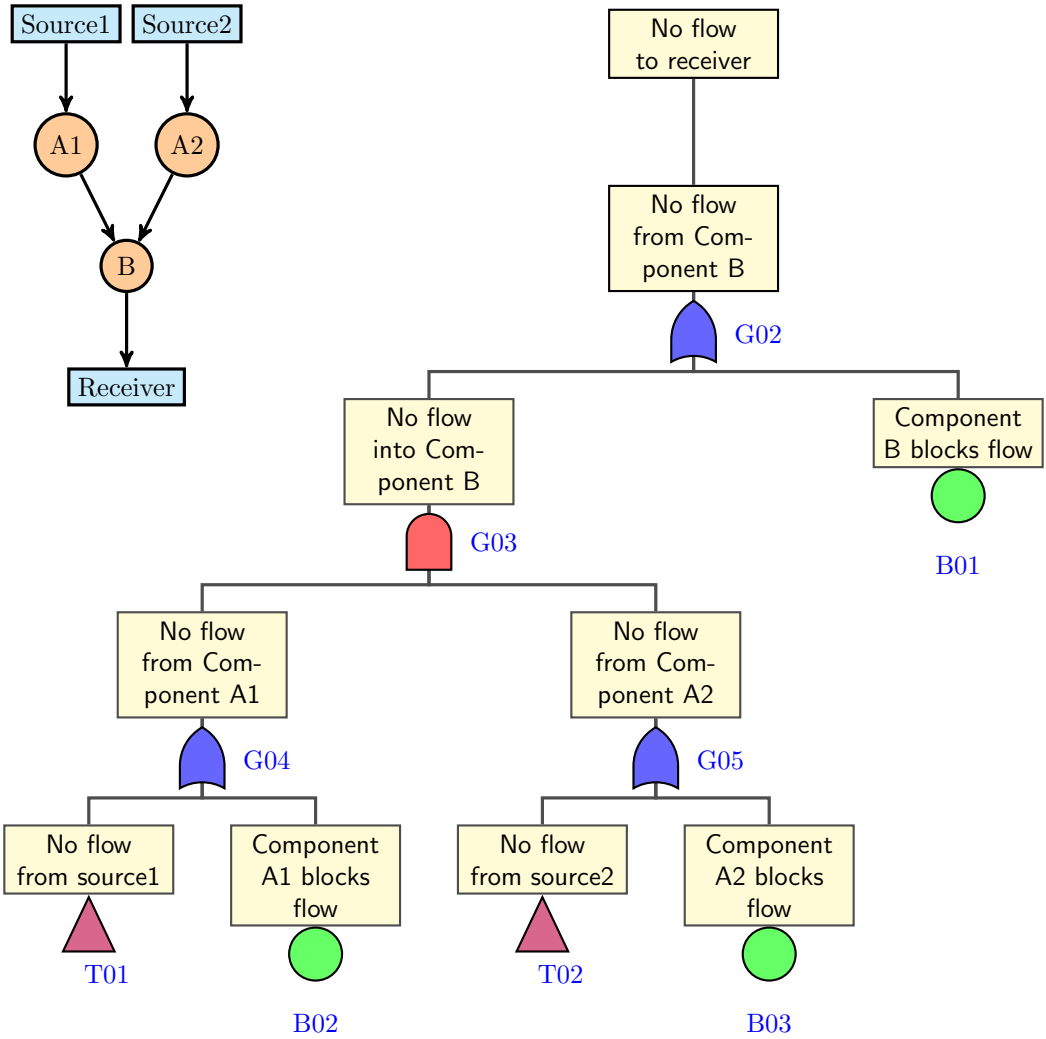 Source1
Source2
A1
A2
B
Receiver
No flow
to receiver
No flow
from Com-
ponent B
G02
No flow
into Com-
ponent B
G03
Component
B blocks flow
B01
No flow
from Com-
ponent A1
G04
No flow
from Com-
ponent A2
G05
No flow
from source1
T01
Component
A1 blocks
flow
B02
No flow
from source2
T02
Component
A2 blocks
flow
B03